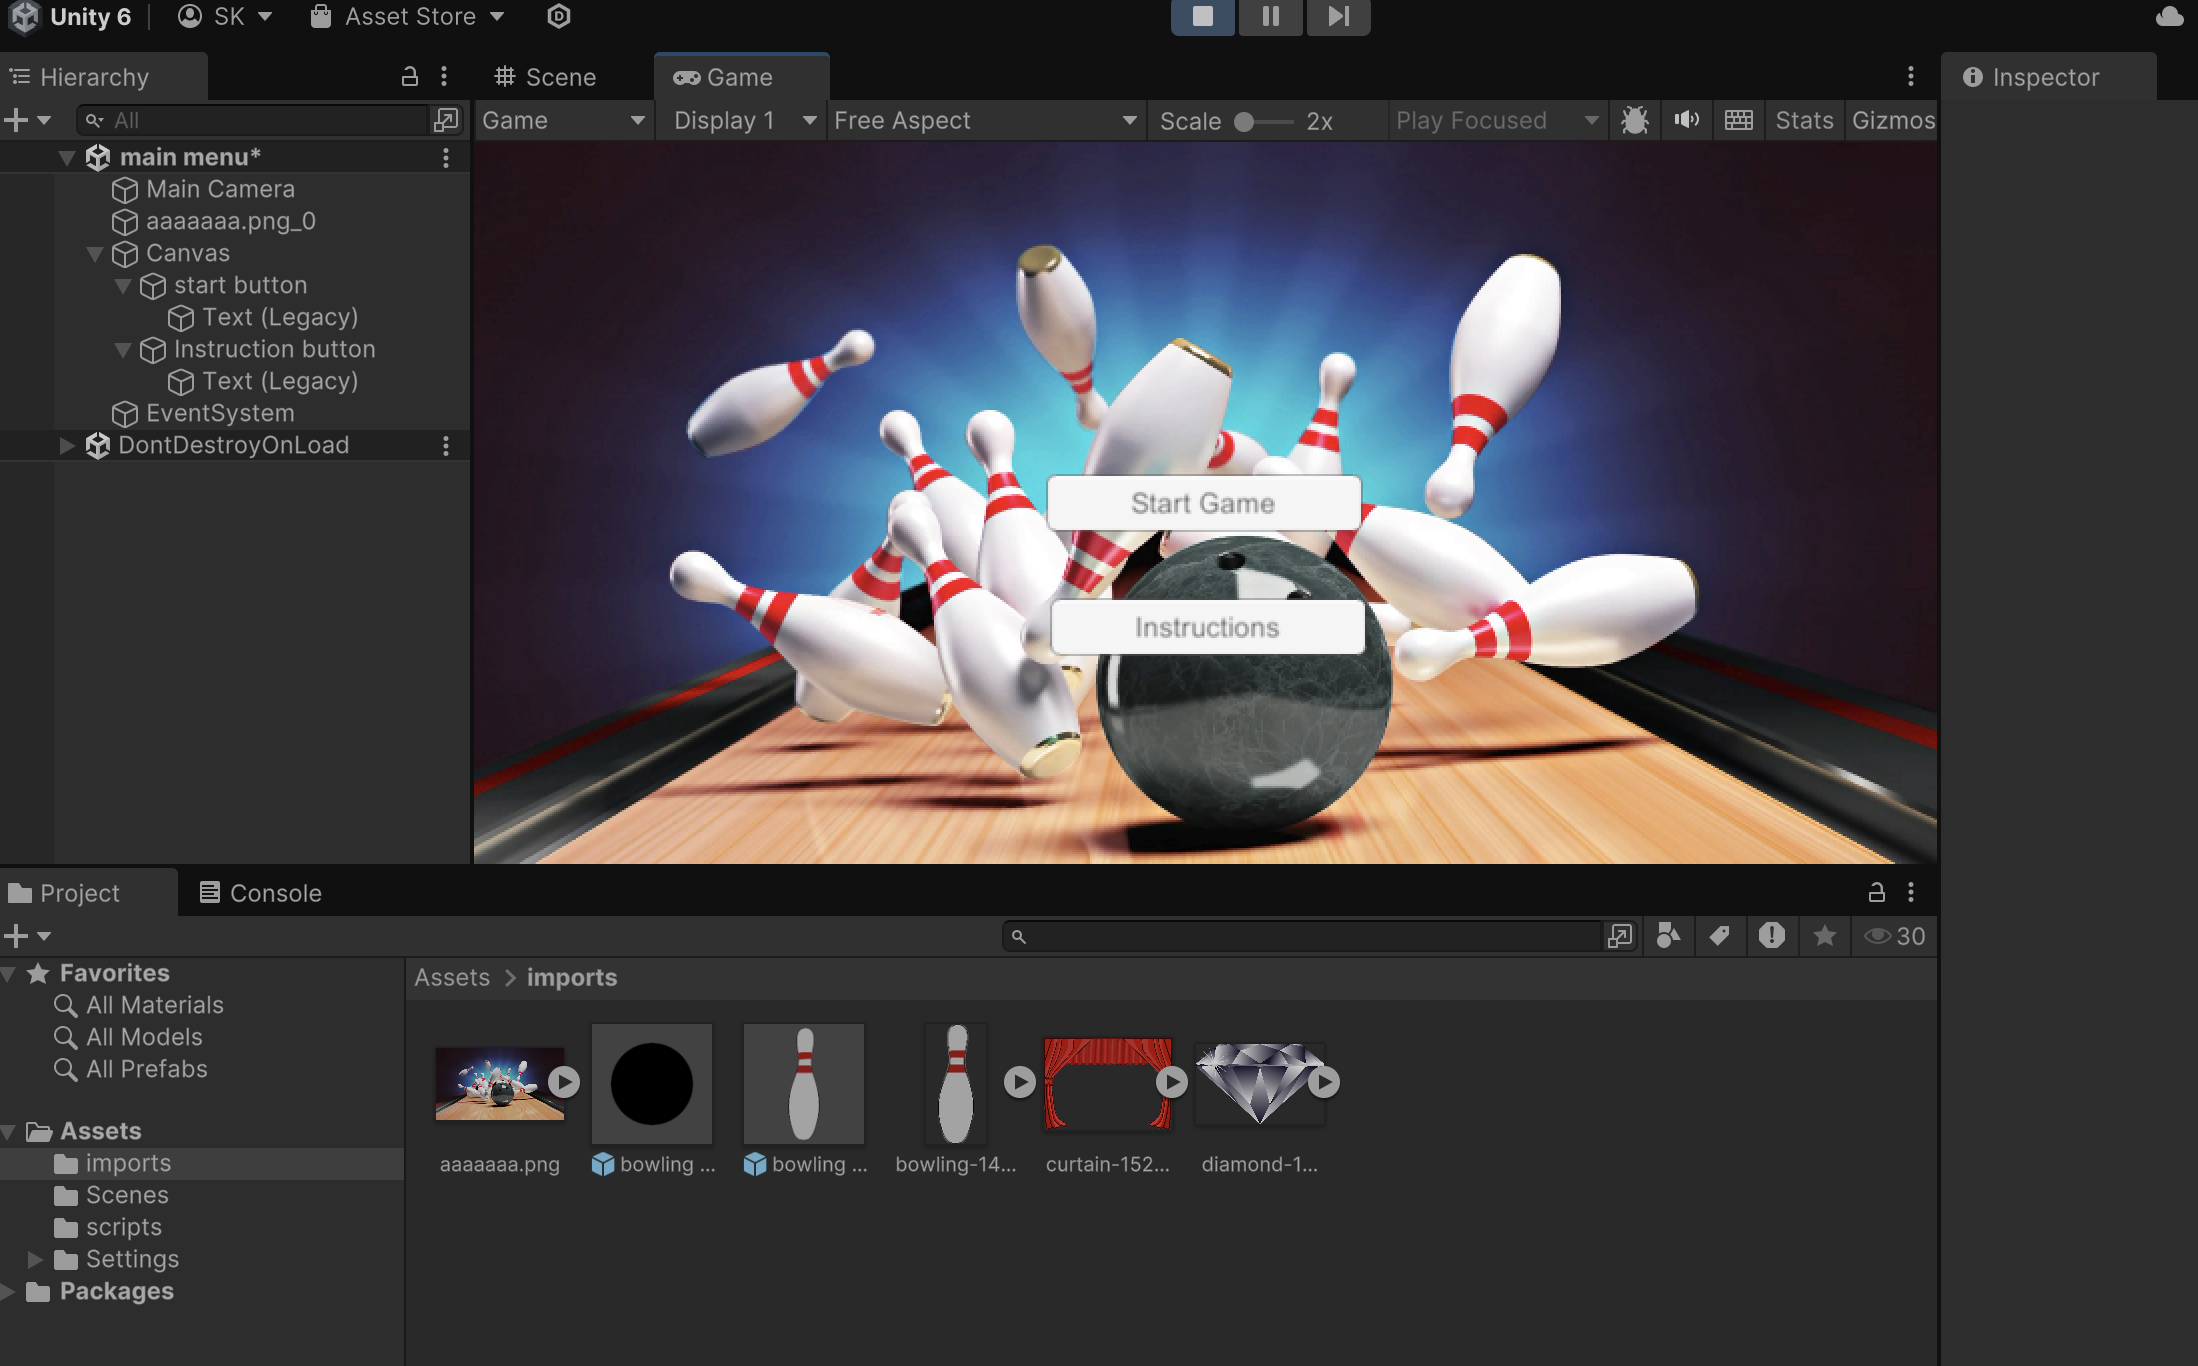 Unity 6
SK
Asset Store
Hierarchy
Scene
Game
Inspector
All
Game
Display 1
Free Aspect
Scale
2x
Play Focused
Stats
Gizmos
main menu*
Main Camera
aaaaaaa.png_0
Canvas
start button
Text (Legacy)
Instruction button
Text (Legacy)
EventSystem
DontDestroyOnLoad
Start Game
Instructions
Project
Console
30
Favorites
All Materials
All Models
All Prefabs
Assets
imports
Scenes
scripts
Settings
Packages
Assets > imports
aaaaaaa.png
bowling ...
bowling ...
bowling-14...
curtain-152...
diamond-1...